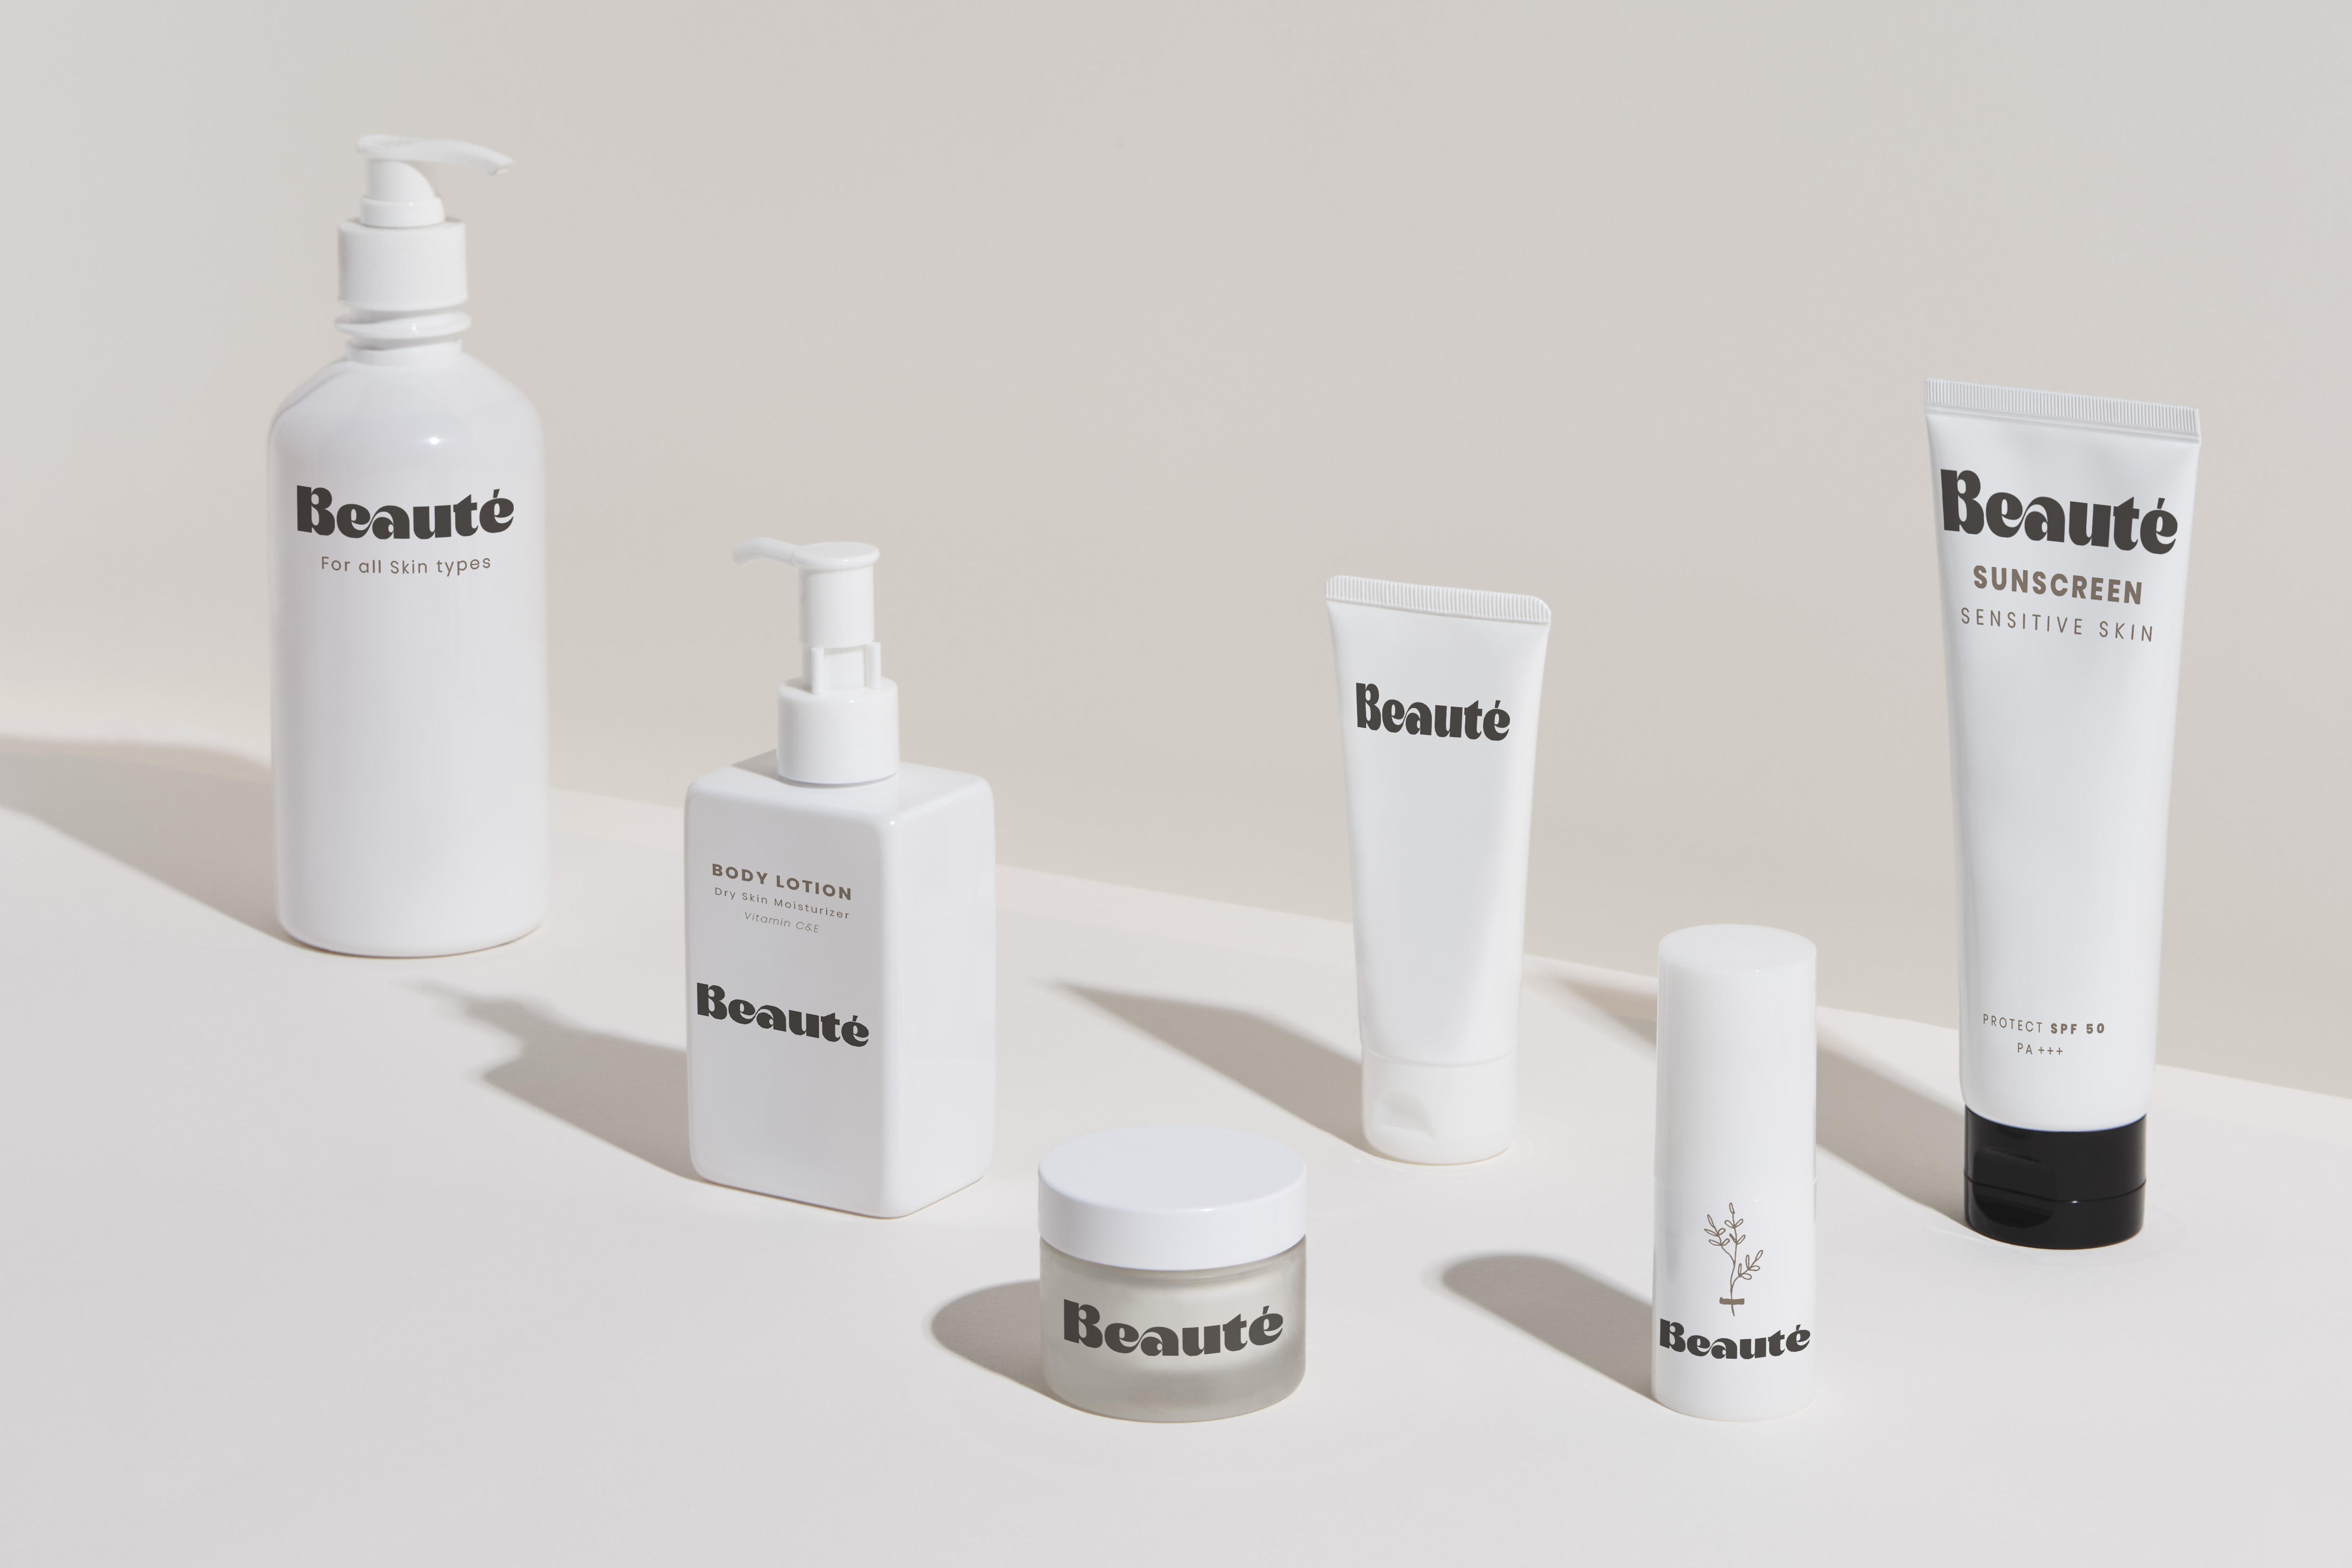 Beauté
For all Skin types
BODY LOTION
Dry Skin Moisturizer
Vitamin C&E
Beauté
Beauté
Beauté
Beauté
Beauté
SUNSCREEN
SENSITIVE SKIN
PROTECT SPF 50
PA +++